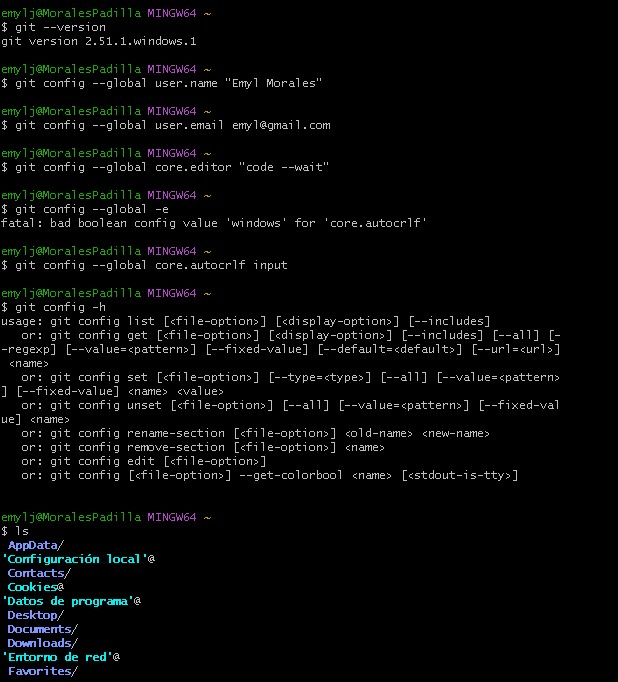 emylj@MoralesPadilla MINGW64 ~
$ git --version
git version 2.51.1.windows.1
emylj@MoralesPadilla MINGW64 ~
$ git config --global user.name "Emyl Morales"
emylj@MoralesPadilla MINGW64 ~
$ git config --global user.email emyl@gmail.com
emylj@MoralesPadilla MINGW64 ~
$ git config --global core.editor "code --wait"
emylj@MoralesPadilla MINGW64 ~
$ git config --global -e
fatal: bad boolean config value 'windows' for 'core.autocrlf'
emylj@MoralesPadilla MINGW64 ~
$ git config --global core.autocrlf input
emylj@MoralesPadilla MINGW64 ~
$ git config -h
usage: git config list [<file-option>] [<display-option>] [--includes]
   or: git config get [<file-option>] [<display-option>] [--includes] [--all] [-
-regexp] [--value=<pattern>] [--fixed-value] [--default=<default>] [--url=<url>]
 <name>
   or: git config set [<file-option>] [--type=<type>] [--all] [--value=<pattern>
] [--fixed-value] <name> <value>
   or: git config unset [<file-option>] [--all] [--value=<pattern>] [--fixed-val
ue] <name>
   or: git config rename-section [<file-option>] <old-name> <new-name>
   or: git config remove-section [<file-option>] <name>
   or: git config edit [<file-option>]
   or: git config [<file-option>] --get-colorbool <name> [<stdout-is-tty>]
emylj@MoralesPadilla MINGW64 ~
$ ls
 AppData/
'Configuración local'@
 Contacts/
 Cookies@
'Datos de programa'@
 Desktop/
 Documents/
 Downloads/
'Entorno de red'@
 Favorites/